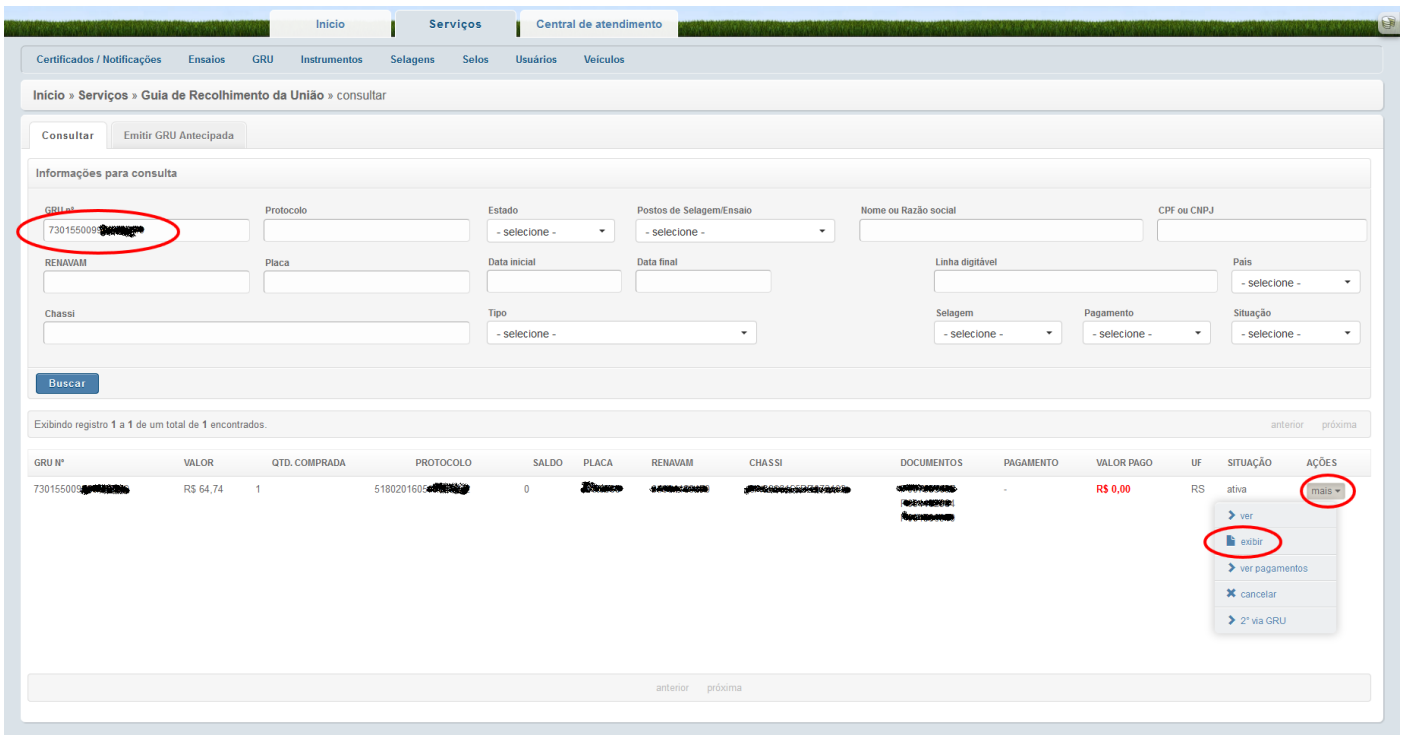 Início Serviços Central de atendimento
Certificados / Notificações Ensaios GRU Instrumentos Selagens Selos Usuários Veículos
Início » Serviços » Guia de Recolhimento da União » consultar
Consultar Emitir GRU Antecipada
Informações para consulta
GRU nº Protocolo Estado Postos de Selagem/Ensaio Nome ou Razão social CPF ou CNPJ
730155009 - selecione - - selecione -
RENAVAM Placa Data inicial Data final Linha digitável País
- selecione -
Chassi Tipo Selagem Pagamento Situação
- selecione - - selecione - - selecione - - selecione -
Buscar
Exibindo registro 1 a 1 de um total de 1 encontrados. anterior próxima
GRU Nº VALOR QTD. COMPRADA PROTOCOLO SALDO PLACA RENAVAM CHASSI DOCUMENTOS PAGAMENTO VALOR PAGO UF SITUAÇÃO AÇÕES
730155009 R$ 64,74 1 5180201605 0 - R$ 0,00 RS ativa mais
ver
exibir
ver pagamentos
cancelar
2ª via GRU
anterior próxima